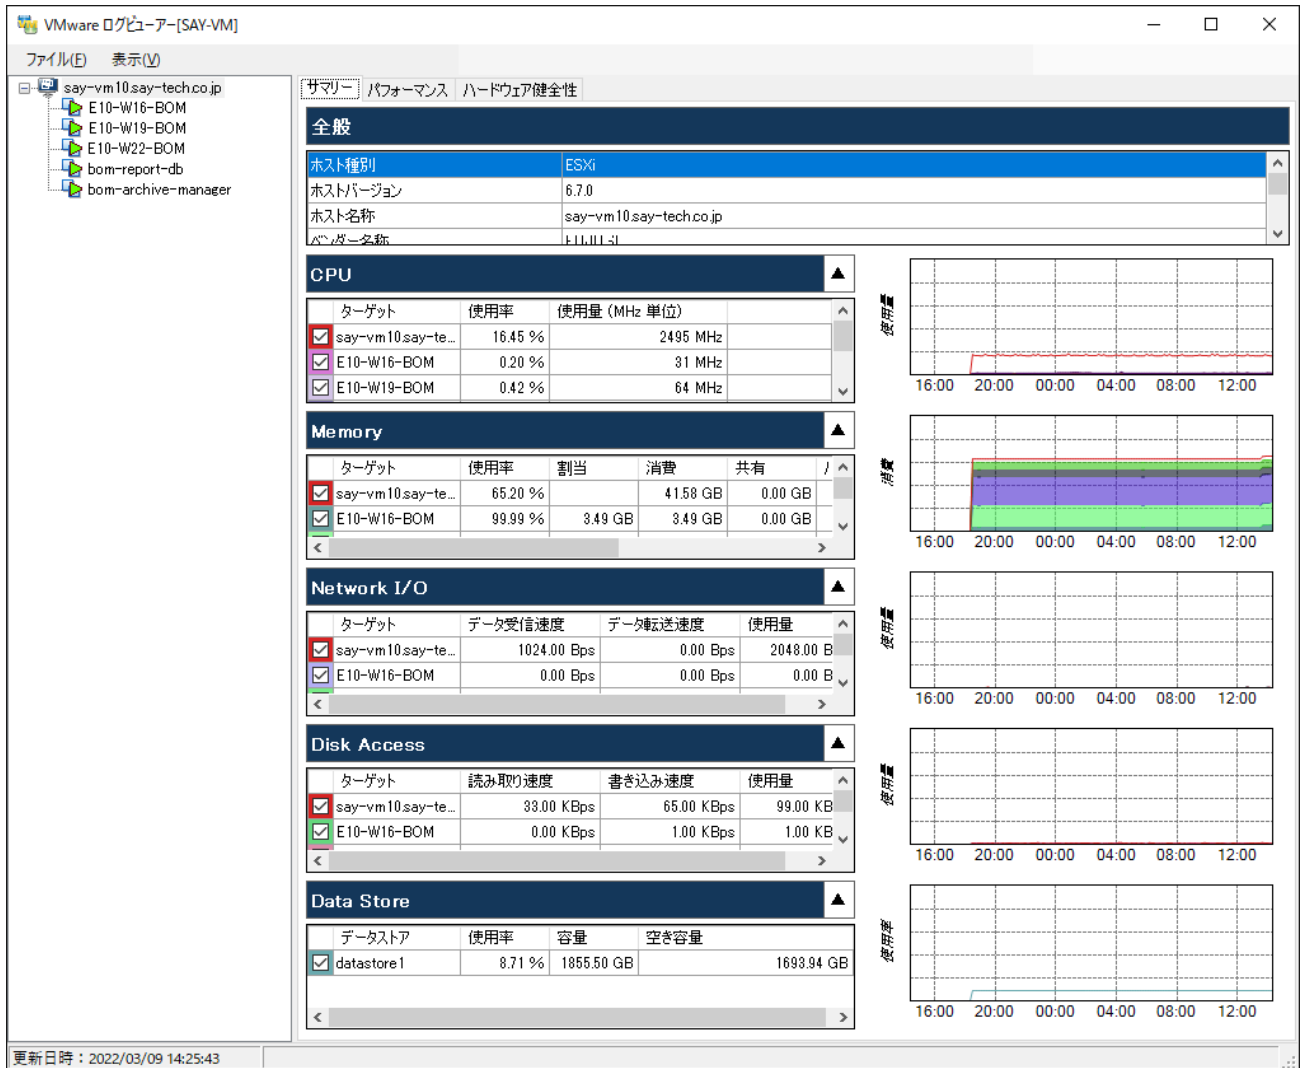 VMware ログビューアー[SAY-VM]
ファイル(F) 表示(V)
say-vm10.say-tech.co.jp
E10-W16-BOM
E10-W19-BOM
E10-W22-BOM
bom-report-db
bom-archive-manager
サマリー パフォーマンス ハードウェア健全性
全般
ホスト種別 ESXi
ホストバージョン 6.7.0
ホスト名称 say-vm10.say-tech.co.jp
ベンダー名称
CPU
ターゲット 使用率 使用量 (MHz 単位)
say-vm10.say-te... 16.45 % 2495 MHz
E10-W16-BOM 0.20 % 31 MHz
E10-W19-BOM 0.42 % 64 MHz
使用量
16:00 20:00 00:00 04:00 08:00 12:00
Memory
ターゲット 使用率 割当 消費 共有
say-vm10.say-te... 65.20 % 41.58 GB 0.00 GB
E10-W16-BOM 99.99 % 3.49 GB 3.49 GB 0.00 GB
消費
16:00 20:00 00:00 04:00 08:00 12:00
Network I/O
ターゲット データ受信速度 データ転送速度 使用量
say-vm10.say-te... 1024.00 Bps 0.00 Bps 2048.00 B
E10-W16-BOM 0.00 Bps 0.00 Bps 0.00 B
使用量
16:00 20:00 00:00 04:00 08:00 12:00
Disk Access
ターゲット 読み取り速度 書き込み速度 使用量
say-vm10.say-te... 33.00 KBps 65.00 KBps 99.00 KB
E10-W16-BOM 0.00 KBps 1.00 KBps 1.00 KB
使用量
16:00 20:00 00:00 04:00 08:00 12:00
Data Store
データストア 使用率 容量 空き容量
datastore1 8.71 % 1855.50 GB 1693.94 GB
使用率
16:00 20:00 00:00 04:00 08:00 12:00
更新日時：2022/03/09 14:25:43